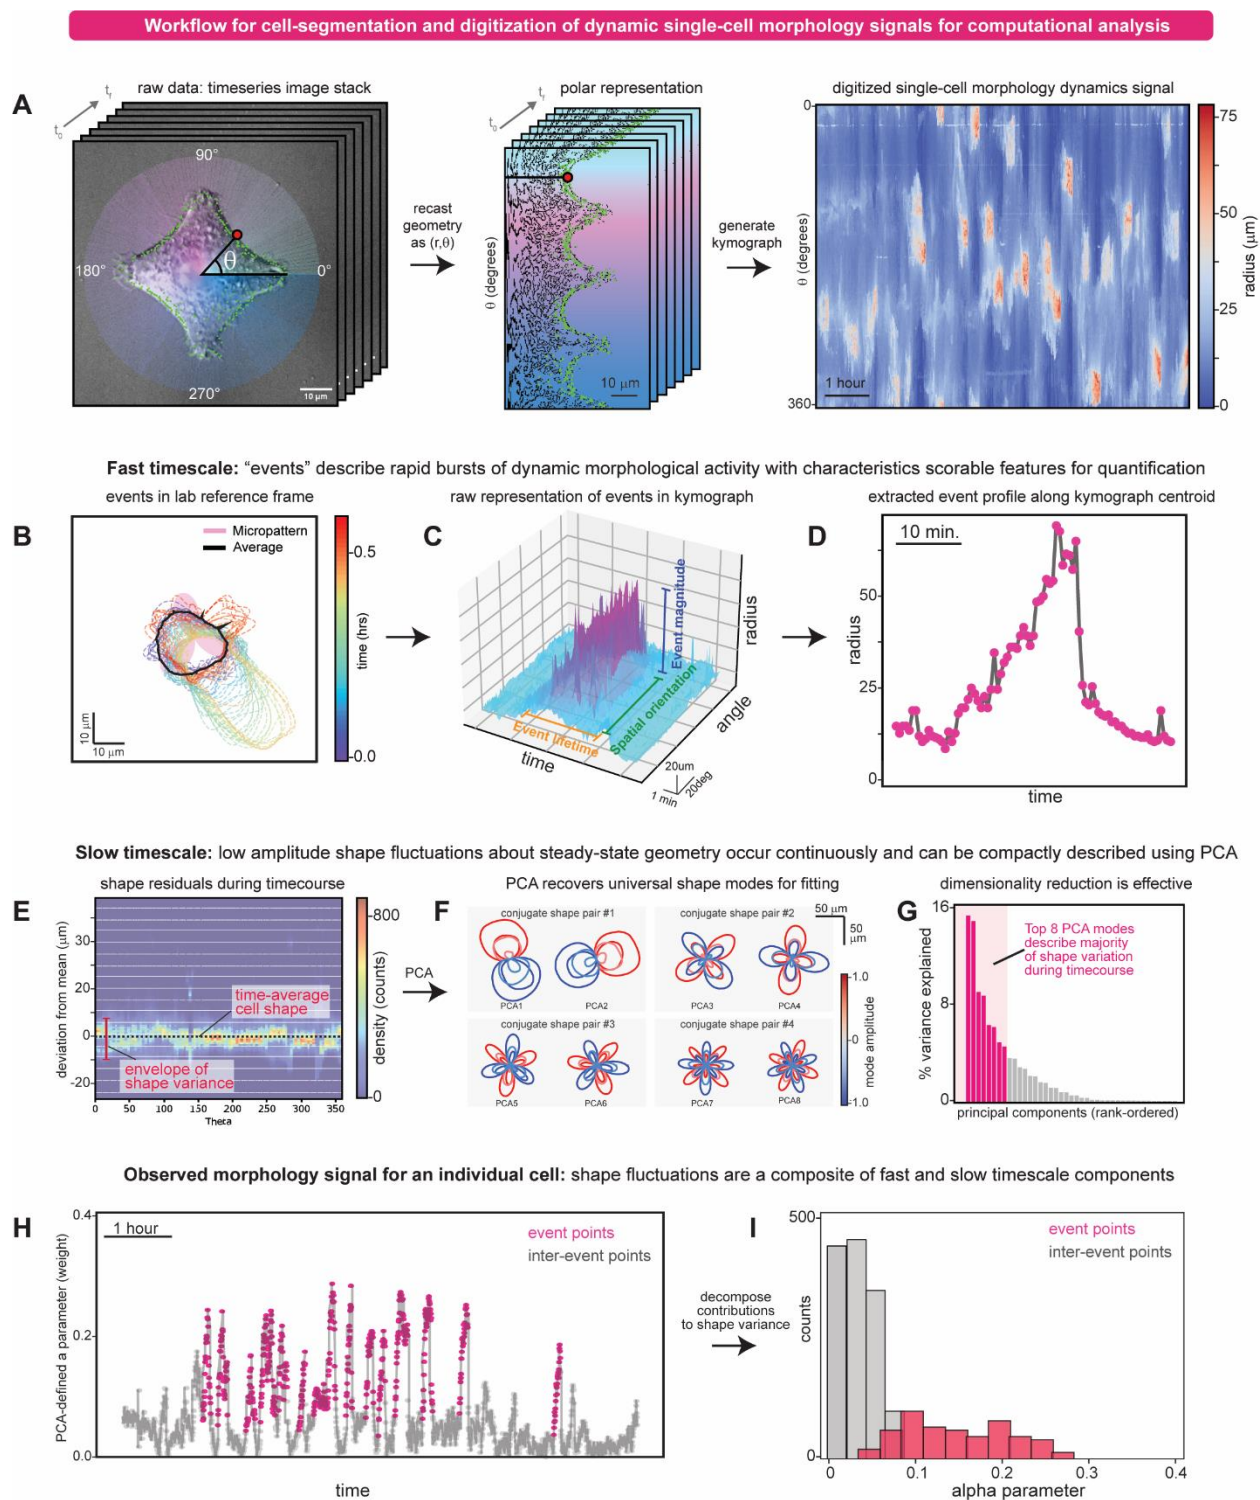 Workflow for cell-segmentation and digitization of dynamic single-cell morphology signals for computational analysis
A
raw data: timeseries image stack
t0
tf
90°
180°
0°
270°
θ
10 μm
recast
geometry
as (r,θ)
polar representation
t0
tf
θ (degrees)
10 μm
generate
kymograph
digitized single-cell morphology dynamics signal
0
360
θ (degrees)
1 hour
75
50
25
0
radius (μm)
Fast timescale: “events” describe rapid bursts of dynamic morphological activity with characteristics scorable features for quantification
B
events in lab reference frame
Micropattern
Average
10 μm
10 μm
0.5
0.0
time (hrs)
C
raw representation of events in kymograph
Event magnitude
Spatial orientation
Event lifetime
radius
angle
time
20um
20deg
1 min
D
extracted event profile along kymograph centroid
10 min.
50
25
0
radius
time
Slow timescale: low amplitude shape fluctuations about steady-state geometry occur continuously and can be compactly described using PCA
E
shape residuals during timecourse
deviation from mean (μm)
30
20
10
0
-10
-20
time-average
cell shape
envelope of
shape variance
0 50 100 150 200 250 300 350
Theta
800
0
density (counts)
PCA
F
PCA recovers universal shape modes for fitting
50 μm
50
μm
conjugate shape pair #1
PCA1 PCA2
conjugate shape pair #2
PCA3 PCA4
conjugate shape pair #3
PCA5 PCA6
conjugate shape pair #4
PCA7 PCA8
1.0
0
-1.0
mode amplitude
G
dimensionality reduction is effective
16
8
0
% variance explained
Top 8 PCA modes
describe majority
of shape variation
during timecourse
principal components (rank-ordered)
Observed morphology signal for an individual cell: shape fluctuations are a composite of fast and slow timescale components
H
0.4
0.2
0.0
PCA-defined a parameter (weight)
1 hour
event points
inter-event points
time
decompose
contributions
to shape variance
I
500
0
counts
event points
inter-event points
0 0.1 0.2 0.3 0.4
alpha parameter